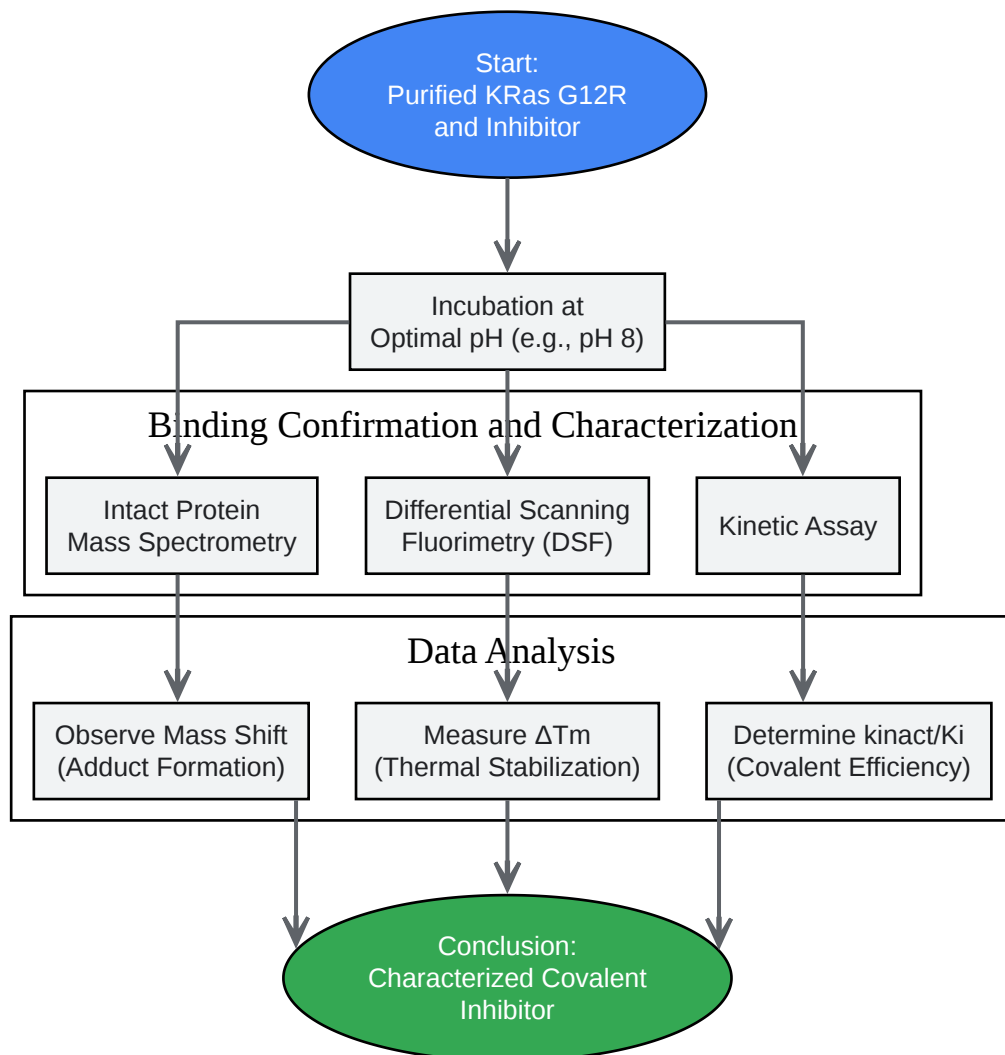 Start:
Purified KRas G12R
and Inhibitor
Incubation at
Optimal pH (e.g., pH 8)
Binding Confirmation and Characterization
Intact Protein
Mass Spectrometry
Differential Scanning
Fluorimetry (DSF)
Kinetic Assay
Data Analysis
Observe Mass Shift
(Adduct Formation)
Measure ΔTm
(Thermal Stabilization)
Determine kinact/Ki
(Covalent Efficiency)
Conclusion:
Characterized Covalent
Inhibitor